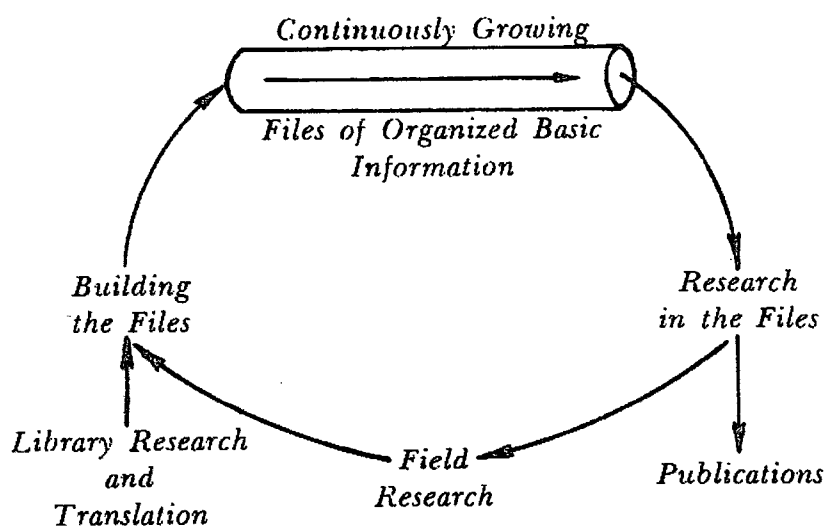 Continuously Growing
Files of Organized Basic
Information
Building
the Files
Research
in the Files
Library Research
and
Translation
Field
Research
Publications